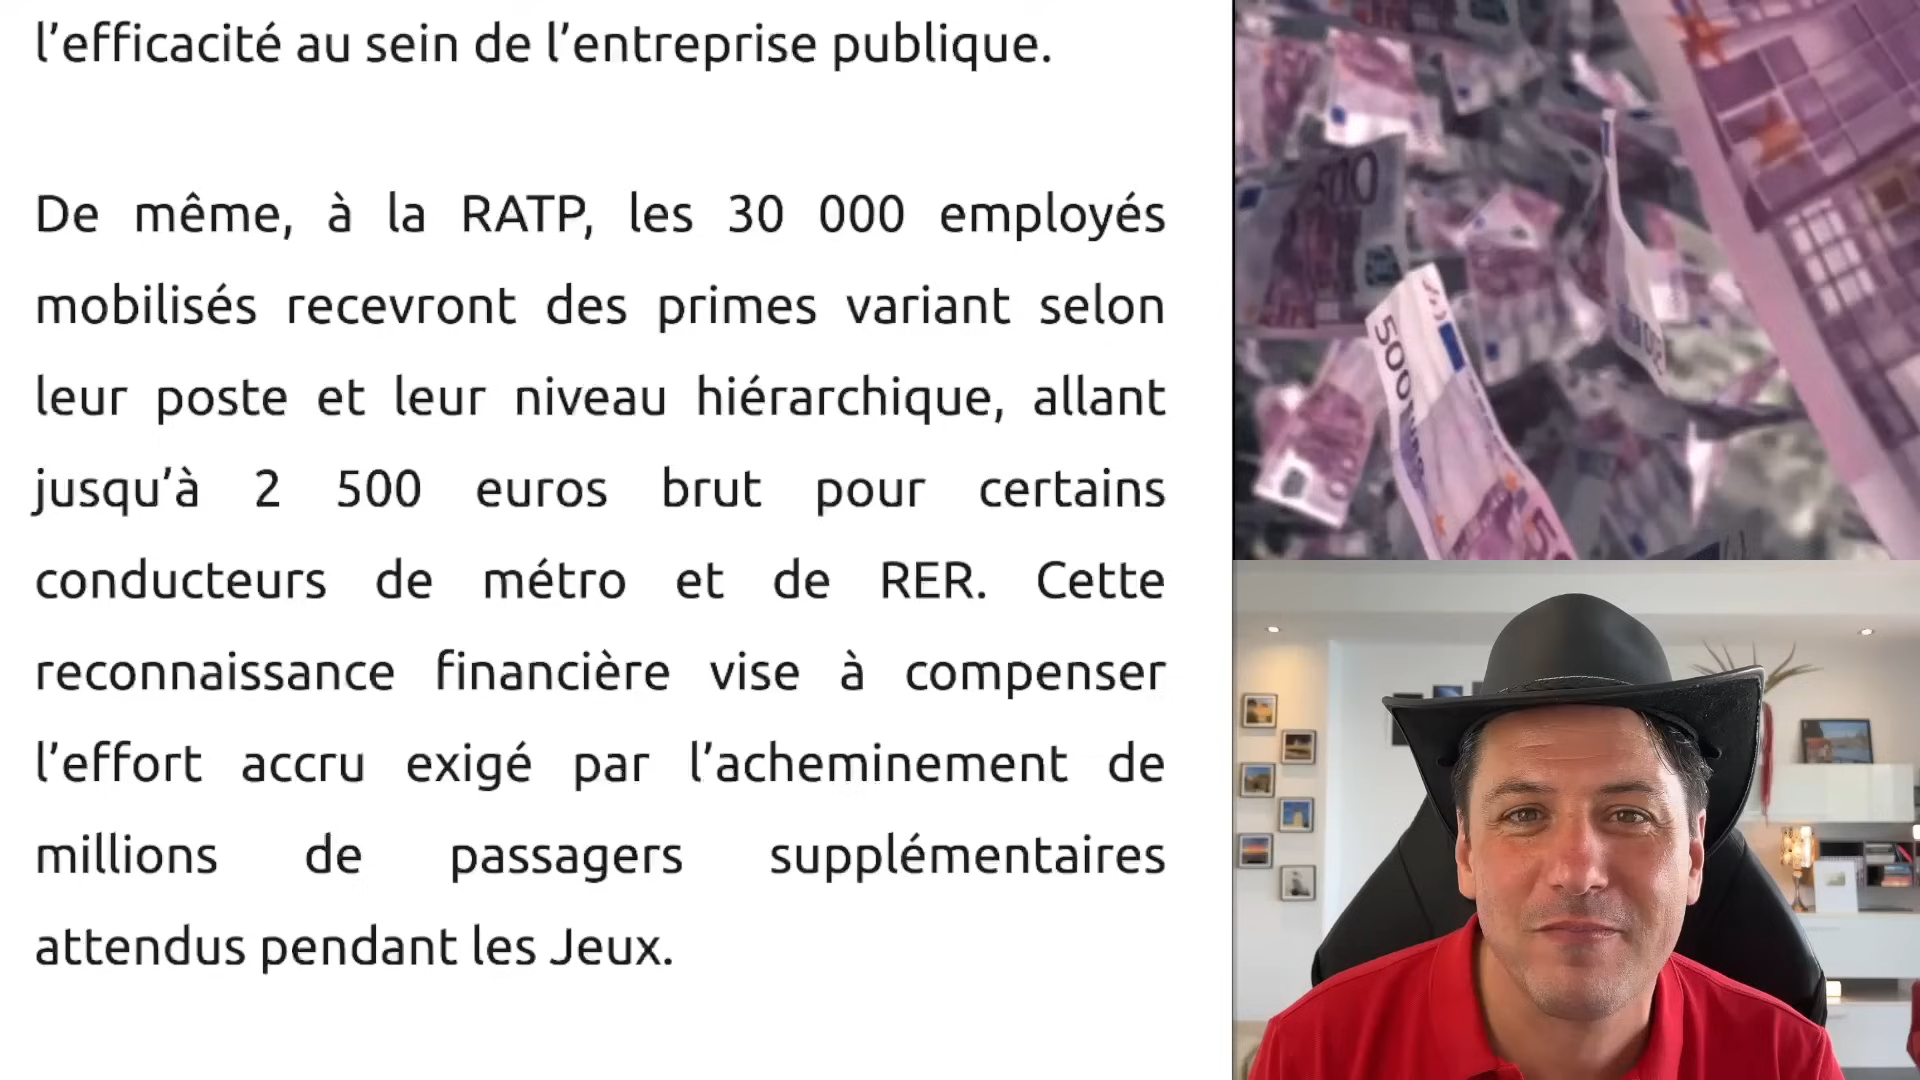 l’efficacité au sein de l’entreprise publique.
De même, à la RATP, les 30 000 employés
mobilisés recevront des primes variant selon
leur poste et leur niveau hiérarchique, allant
jusqu’à 2 500 euros brut pour certains
conducteurs de métro et de RER. Cette
reconnaissance financière vise à compenser
l’effort accru exigé par l’acheminement de
millions de passagers supplémentaires
attendus pendant les Jeux.
500
500